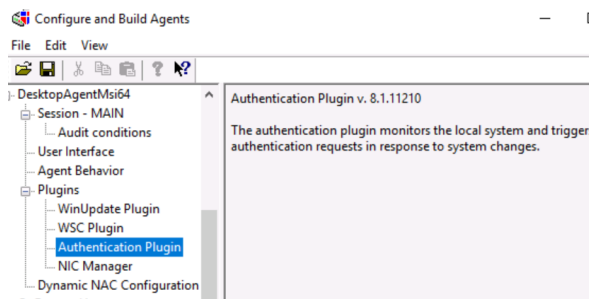 Configure and Build Agents
File Edit View
DesktopAgentMsi64
Session - MAIN
Audit conditions
User Interface
Agent Behavior
Plugins
WinUpdate Plugin
WSC Plugin
Authentication Plugin
NIC Manager
Dynamic NAC Configuration
Authentication Plugin v. 8.1.11210
The authentication plugin monitors the local system and trigger
authentication requests in response to system changes.